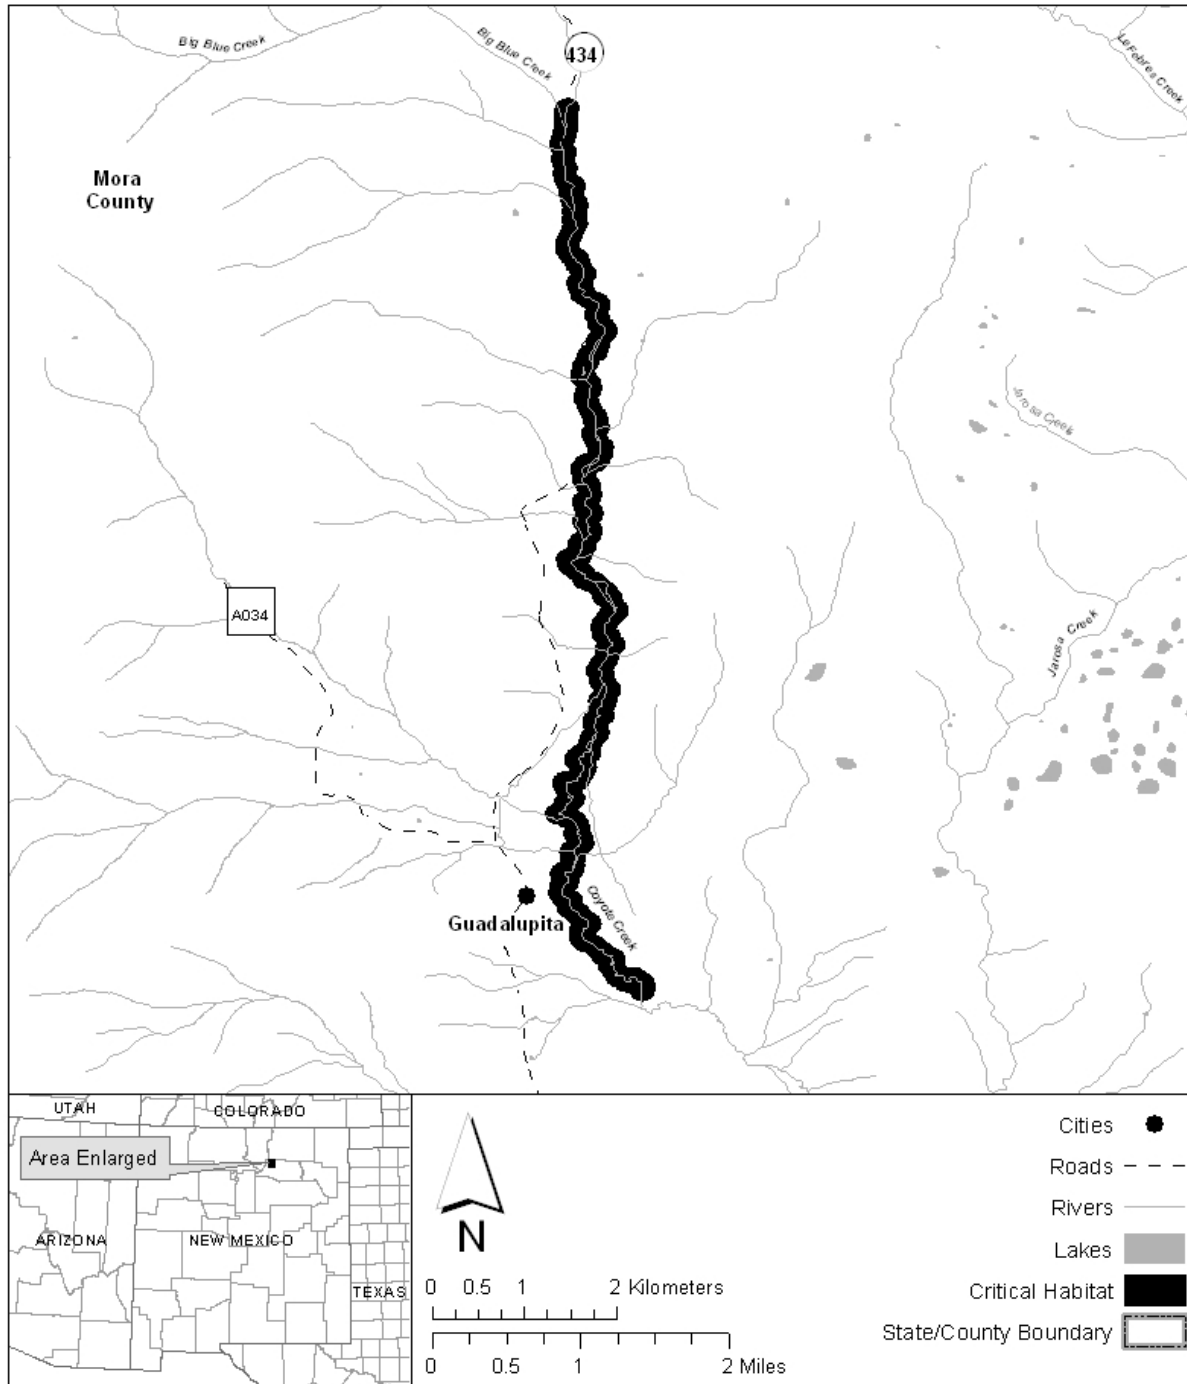 Big Blue Creek
Big Blue Creek
434
LeFebres Creek
Mora
County
Jarosa Creek
A034
Jarosa Creek
Coyote Creek
Guadalupita
UTAH
COLORADO
Area Enlarged
ARIZONA
NEW MEXICO
TEXAS
N
0 0.5 1 2 Kilometers
0 0.5 1 2 Miles
Cities
Roads
Rivers
Lakes
Critical Habitat
State/County Boundary